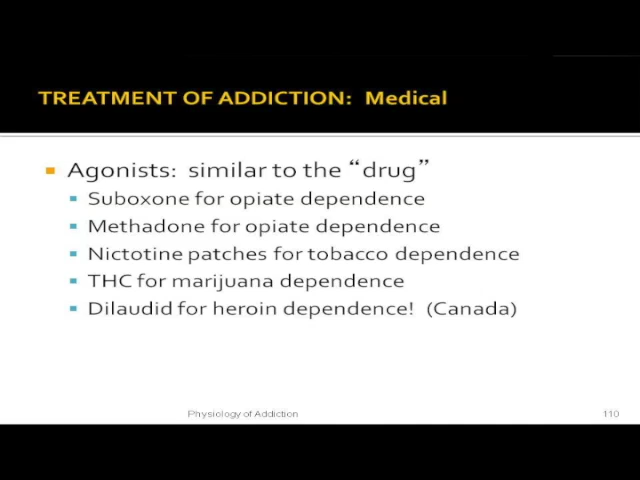 TREATMENT OF ADDICTION: Medical
Agonists: similar to the “drug”
Suboxone for opiate dependence
Methadone for opiate dependence
Nictotine patches for tobacco dependence
THC for marijuana dependence
Dilaudid for heroin dependence! (Canada)
Physiology of Addiction 110